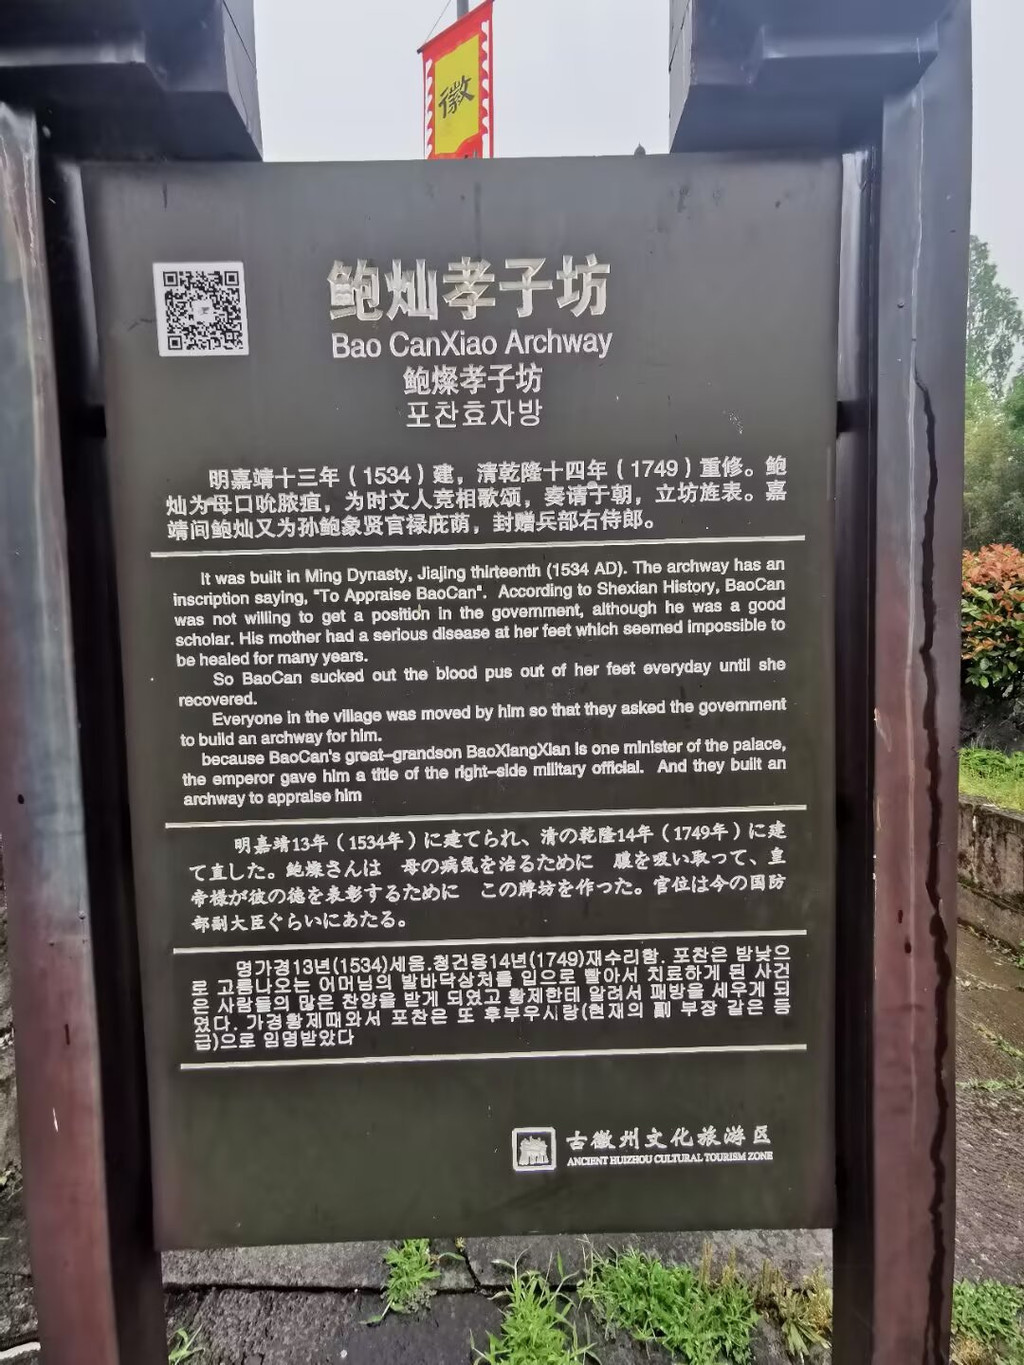 徽
鲍灿孝子坊
Bao CanXiao Archway
鲍燦孝子坊
포찬효자방
明嘉靖十三年（1534）建，清乾隆十四年（1749）重修。鲍
灿为母口吮脓疽，为时文人竞相歌颂，奏请于朝，立坊旌表。嘉
靖间鲍灿又为孙鲍象贤官禄庇荫，封赠兵部右侍郎。
It was built in Ming Dynasty, Jiajing thirteenth (1534 AD). The archway has an
inscription saying, "To Appraise BaoCan". According to Shexian History, BaoCan
was not willing to get a position in the government, although he was a good
scholar. His mother had a serious disease at her feet which seemed impossible to
be healed for many years.
So BaoCan sucked out the blood pus out of her feet everyday until she
recovered.
Everyone in the village was moved by him so that they asked the government
to build an archway for him.
because BaoCan's great-grandson BaoXiangXian is one minister of the palace,
the emperor gave him a title of the right-side military official. And they built an
archway to appraise him
明嘉靖13年（1534年）に建てられ、清の乾隆14年（1749年）に建
て直した。鲍燦さんは 母の病気を治るために 膿を吸い取って、皇
帝様が彼の徳を表彰するために この牌坊を作った。官位は今の国防
部副大臣ぐらいにあたる。
명가경13년(1534)세움.청건융14년(1749)재수리함. 포찬은 밤낮으
로 고름나오는 어머님의 발바닥상처를 입으로 빨아서 치료하게 된 사건
은 사람들의 많은 찬양을 받게 되었고 황제한테 알려서 패방을 세우게 되
였다. 가경황제때와서 포찬은 또 후부우시랑(현재의 副 부장 같은 등
급)으로 임명받았다
古徽州文化旅游区
ANCIENT HUIZHOU CULTURAL TOURISM ZONE